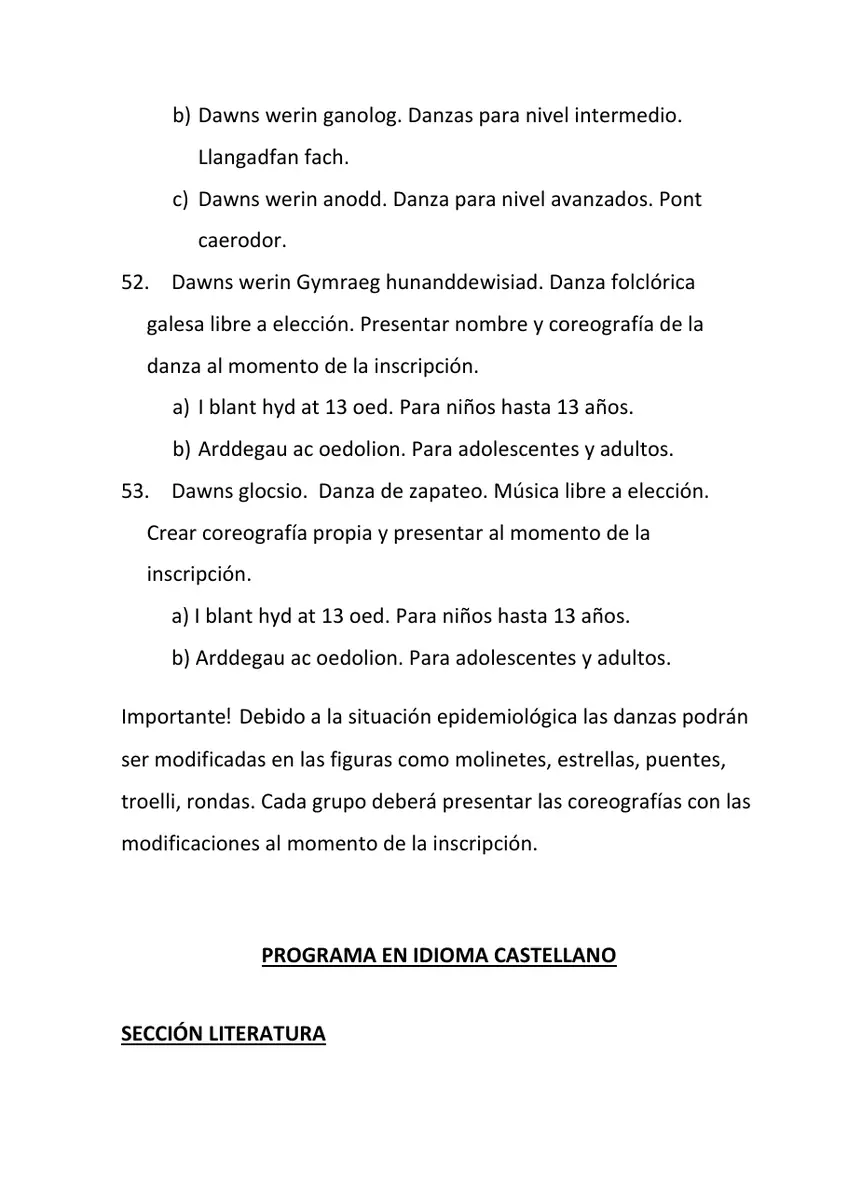 b) Dawns werin ganolog. Danzas para nivel intermedio.
Llangadfan fach.
c) Dawns werin anodd. Danza para nivel avanzados. Pont
caerodor.
52. Dawns werin Gymraeg hunanddewisiad. Danza folclórica
galesa libre a elección. Presentar nombre y coreografía de la
danza al momento de la inscripción.
a) I blant hyd at 13 oed. Para niños hasta 13 años.
b) Arddegau ac oedolion. Para adolescentes y adultos.
53. Dawns glocsio. Danza de zapateo. Música libre a elección.
Crear coreografía propia y presentar al momento de la
inscripción.
a) I blant hyd at 13 oed. Para niños hasta 13 años.
b) Arddegau ac oedolion. Para adolescentes y adultos.
Importante! Debido a la situación epidemiológica las danzas podrán
ser modificadas en las figuras como molinetes, estrellas, puentes,
troelli, rondas. Cada grupo deberá presentar las coreografías con las
modificaciones al momento de la inscripción.
PROGRAMA EN IDIOMA CASTELLANO
SECCIÓN LITERATURA